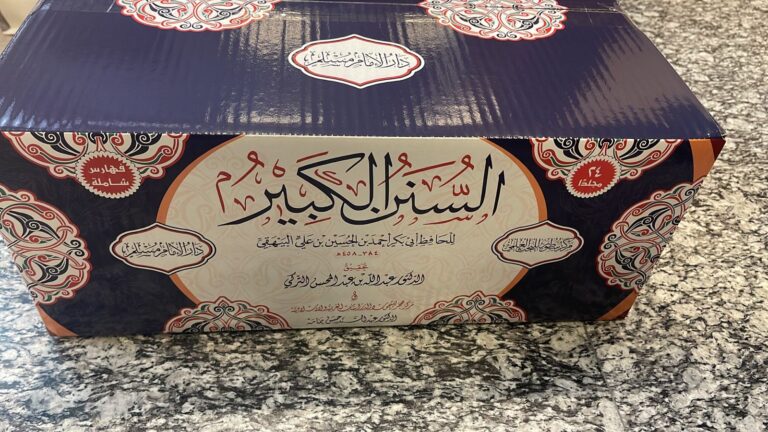 دار الإمام مسلم
فهارس
شاملة
٢٤
مجلدًا
السنن الكبير
دار الإمام مسلم
للحافظ أبي بكر أحمد بن الحسين بن علي البيهقي
٣٨٤-٤٥٨هـ
تحقيق
الدكتور عبد الله بن عبد المحسن التركي